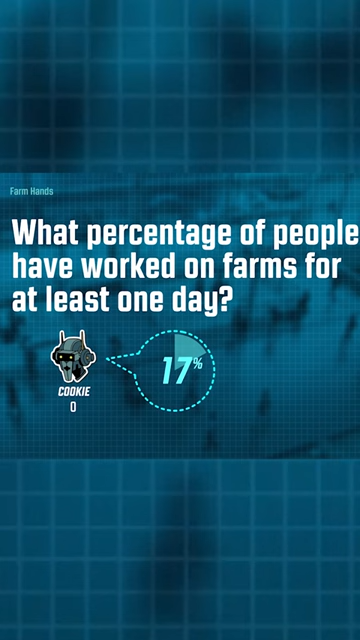 Farm Hands
What percentage of people
have worked on farms for
at least one day?
17%
COOKIE
0